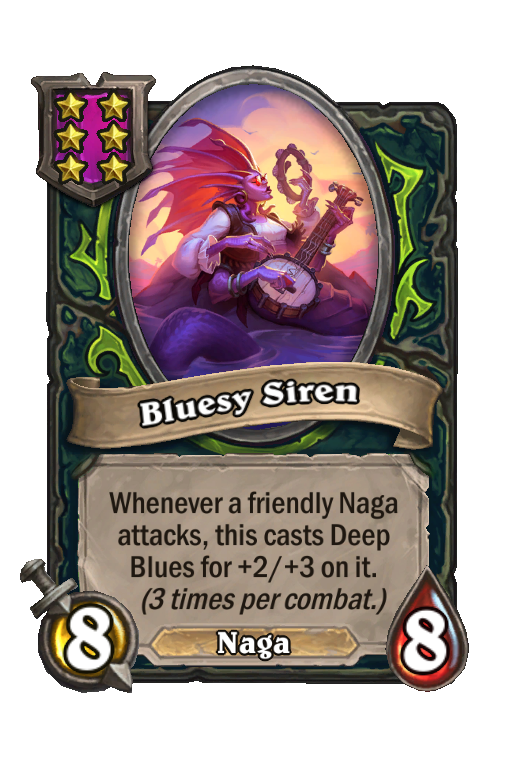 Bluesy Siren
Whenever a friendly Naga
attacks, this casts Deep
Blues for +2/+3 on it.
(3 times per combat.)
8
Naga
8